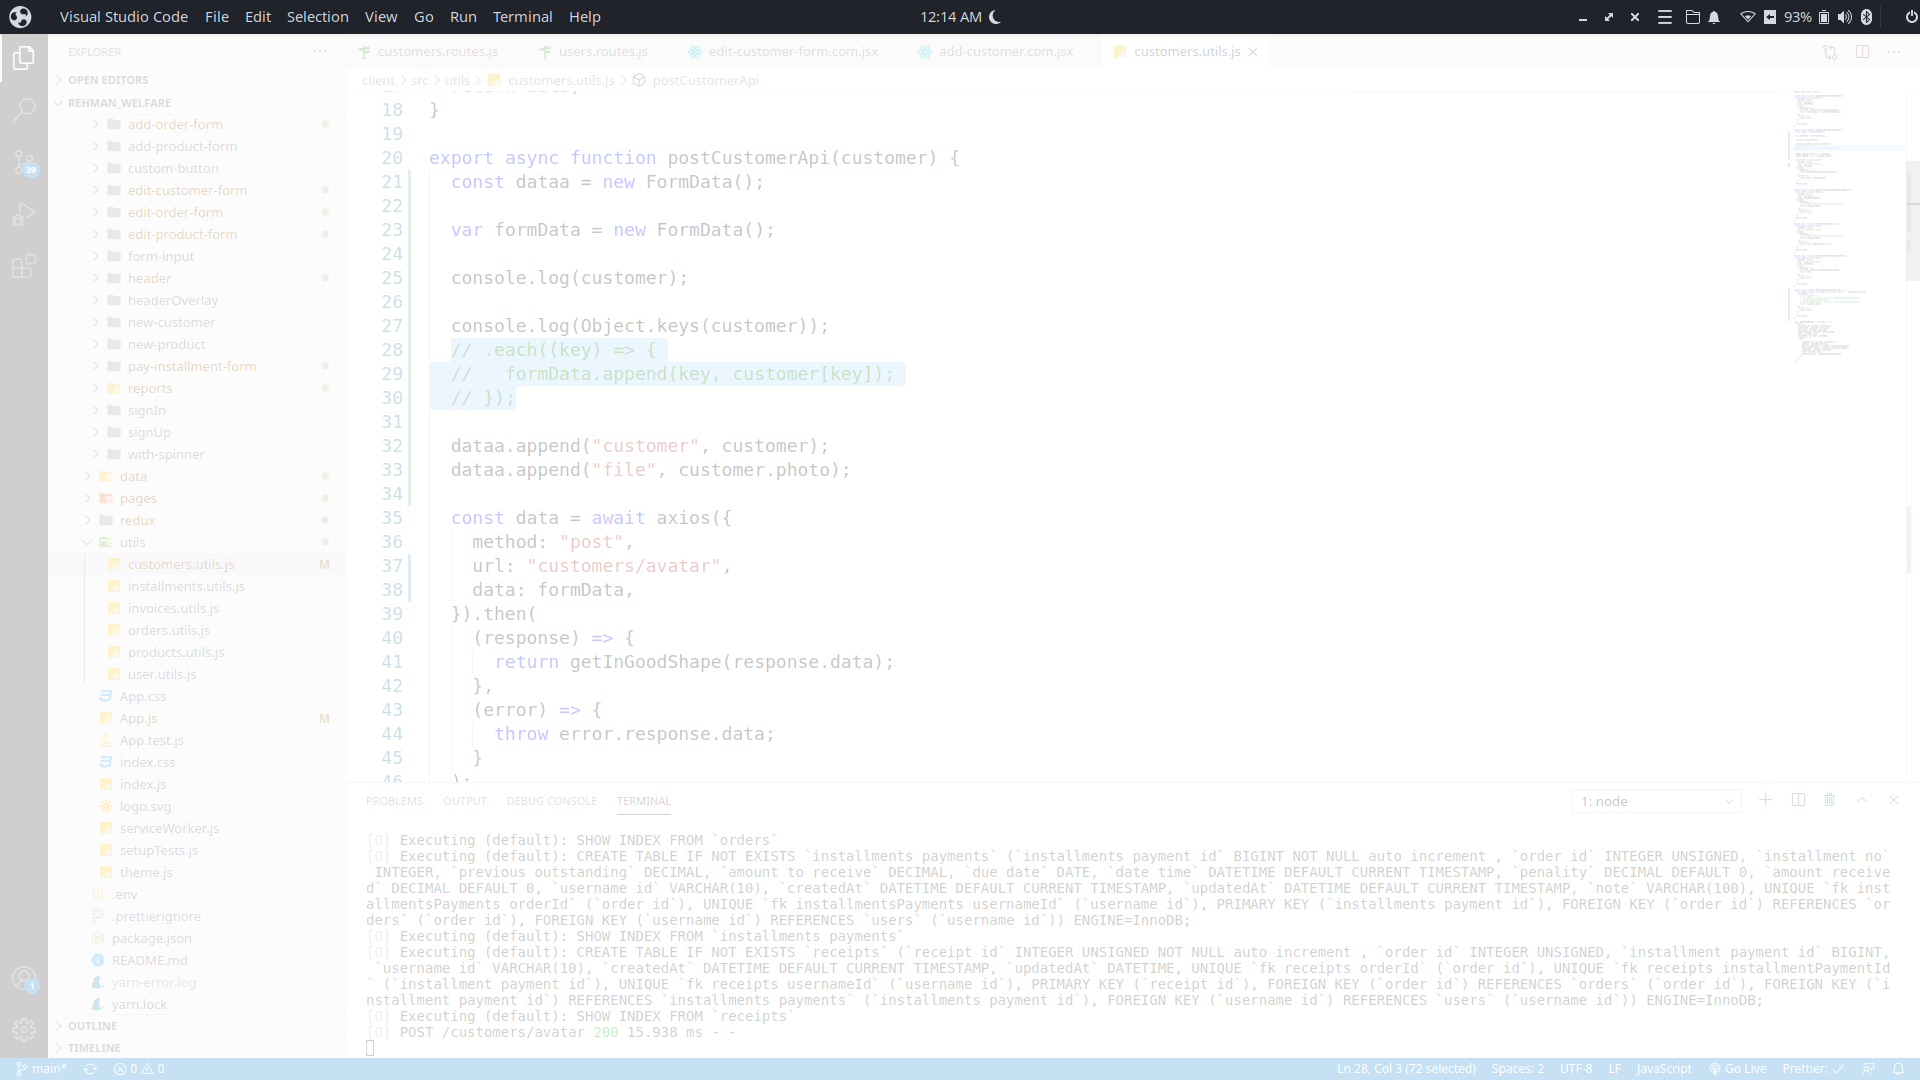 Visual Studio Code File Edit Selection View Go Run Terminal Help
12:14 AM
93%
EXPLORER
customers.routes.js
users.routes.js
edit-customer-form.com.jsx
add-customer.com.jsx
customers.utils.js
OPEN EDITORS
REHMAN_WELFARE
add-order-form
add-product-form
custom-button
edit-customer-form
edit-order-form
edit-product-form
form-input
header
headerOverlay
new-customer
new-product
pay-installment-form
reports
signIn
signUp
with-spinner
data
pages
redux
utils
customers.utils.js M
installments.utils.js
invoices.utils.js
orders.utils.js
products.utils.js
user.utils.js
App.css
App.js M
App.test.js
index.css
index.js
logo.svg
serviceWorker.js
setupTests.js
theme.js
.env
.prettierignore
package.json
README.md
yarn-error.log
yarn.lock
OUTLINE
TIMELINE
39
1
client > src > utils > customers.utils.js > postCustomerApi
18 }
19
20 export async function postCustomerApi(customer) {
21 const dataa = new FormData();
22
23 var formData = new FormData();
24
25 console.log(customer);
26
27 console.log(Object.keys(customer));
28 // .each((key) => {
29 // formData.append(key, customer[key]);
30 // });
31
32 dataa.append("customer", customer);
33 dataa.append("file", customer.photo);
34
35 const data = await axios({
36 method: "post",
37 url: "customers/avatar",
38 data: formData,
39 }).then(
40 (response) => {
41 return getInGoodShape(response.data);
42 },
43 (error) => {
44 throw error.response.data;
45 }
46 );
PROBLEMS OUTPUT DEBUG CONSOLE TERMINAL
1: node
[0] Executing (default): SHOW INDEX FROM `orders`
[0] Executing (default): CREATE TABLE IF NOT EXISTS `installments payments` (`installments payment id` BIGINT NOT NULL auto increment , `order id` INTEGER UNSIGNED, `installment no`
INTEGER, `previous outstanding` DECIMAL, `amount to receive` DECIMAL, `due date` DATE, `date time` DATETIME DEFAULT CURRENT TIMESTAMP, `penality` DECIMAL DEFAULT 0, `amount receive
d` DECIMAL DEFAULT 0, `username id` VARCHAR(10), `createdAt` DATETIME DEFAULT CURRENT TIMESTAMP, `updatedAt` DATETIME DEFAULT CURRENT TIMESTAMP, `note` VARCHAR(100), UNIQUE `fk inst
allmentsPayments orderId` (`order id`), UNIQUE `fk installmentsPayments usernameId` (`username id`), PRIMARY KEY (`installments payment id`), FOREIGN KEY (`order id`) REFERENCES `or
ders` (`order id`), FOREIGN KEY (`username id`) REFERENCES `users` (`username id`)) ENGINE=InnoDB;
[0] Executing (default): SHOW INDEX FROM `installments payments`
[0] Executing (default): CREATE TABLE IF NOT EXISTS `receipts` (`receipt id` INTEGER UNSIGNED NOT NULL auto increment , `order id` INTEGER UNSIGNED, `installment payment id` BIGINT,
`username id` VARCHAR(10), `createdAt` DATETIME DEFAULT CURRENT TIMESTAMP, `updatedAt` DATETIME, UNIQUE `fk receipts orderId` (`order id`), UNIQUE `fk receipts installmentPaymentId
` (`installment payment id`), UNIQUE `fk receipts usernameId` (`username id`), PRIMARY KEY (`receipt id`), FOREIGN KEY (`order id`) REFERENCES `orders` (`order id`), FOREIGN KEY (`i
nstallment payment id`) REFERENCES `installments payments` (`installments payment id`), FOREIGN KEY (`username id`) REFERENCES `users` (`username id`)) ENGINE=InnoDB;
[0] Executing (default): SHOW INDEX FROM `receipts`
[0] POST /customers/avatar 200 15.938 ms - -
main* 0 0
Ln 28, Col 3 (72 selected) Spaces: 2 UTF-8 LF JavaScript Go Live Prettier: ✓